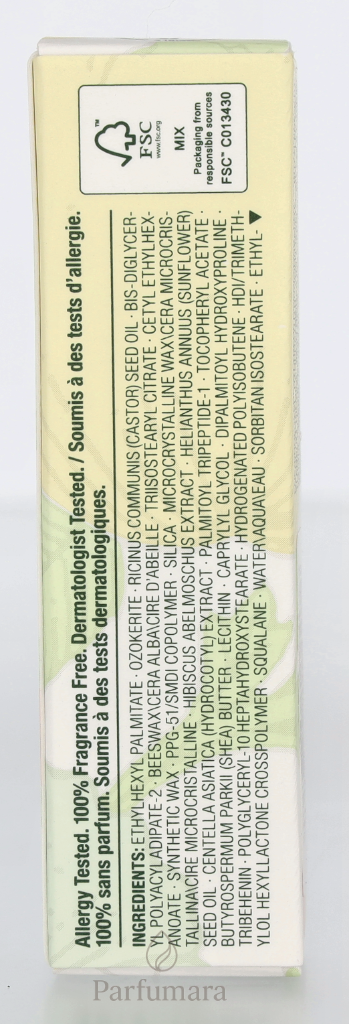 Allergy Tested. 100% Fragrance Free. Dermatologist Tested. / Soumis à des tests d'allergie.
100% sans parfum. Soumis à des tests dermatologiques.
INGREDIENTS: ETHYLHEXYL PALMITATE · OZOKERITE · RICINUS COMMUNIS (CASTOR) SEED OIL · BIS-DIGLYCER-
YL POLYACYLADIPATE-2 · BEESWAX\CERA ALBA\CIRE D'ABEILLE · TRIISOSTEARYL CITRATE · CETYL ETHYLHEX-
ANOATE · SYNTHETIC WAX · PPG-51/SMDI COPOLYMER · SILICA · MICROCRYSTALLINE WAX\CERA MICROCRIS-
TALLINA\CIRE MICROCRISTALLINE · HIBISCUS ABELMOSCHUS EXTRACT · HELIANTHUS ANNUUS (SUNFLOWER)
SEED OIL · CENTELLA ASIATICA (HYDROCOTYL) EXTRACT · PALMITOYL TRIPEPTIDE-1 · TOCOPHERYL ACETATE ·
BUTYROSPERMUM PARKII (SHEA) BUTTER · LECITHIN · CAPRYLYL GLYCOL · DIPALMITOYL HYDROXYPROLINE ·
TRIBEHENIN · POLYGLYCERYL-10 HEPTAHYDROXYSTEARATE · HYDROGENATED POLYISOBUTENE · HDI/TRIMETH-
YLOL HEXYLLACTONE CROSSPOLYMER · SQUALANE · WATER\AQUA\EAU · SORBITAN ISOSTEARATE · ETHYL-▼
FSC™
www.fsc.org
MIX
Packaging from
responsible sources
FSC™ C013430
Parfumara